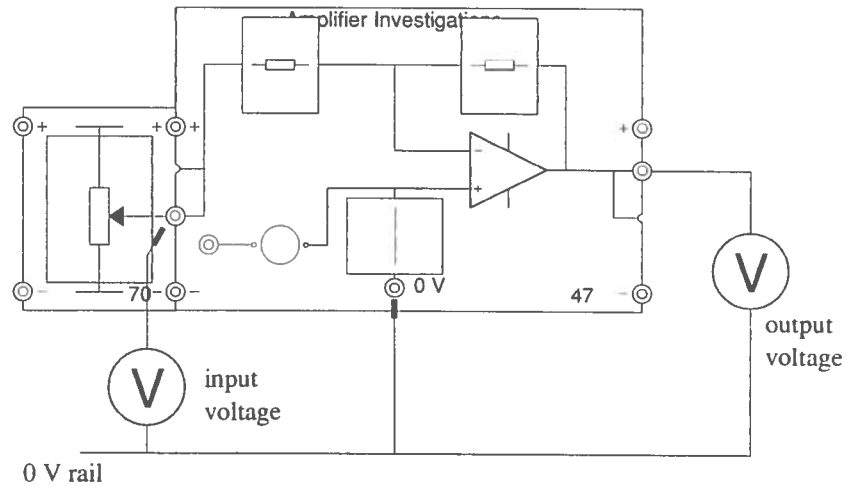 Amplifier Investigations
+
+ +
−
+
+
70
−
−
0 V
47
−
V
output
voltage
V
input
voltage
0 V rail